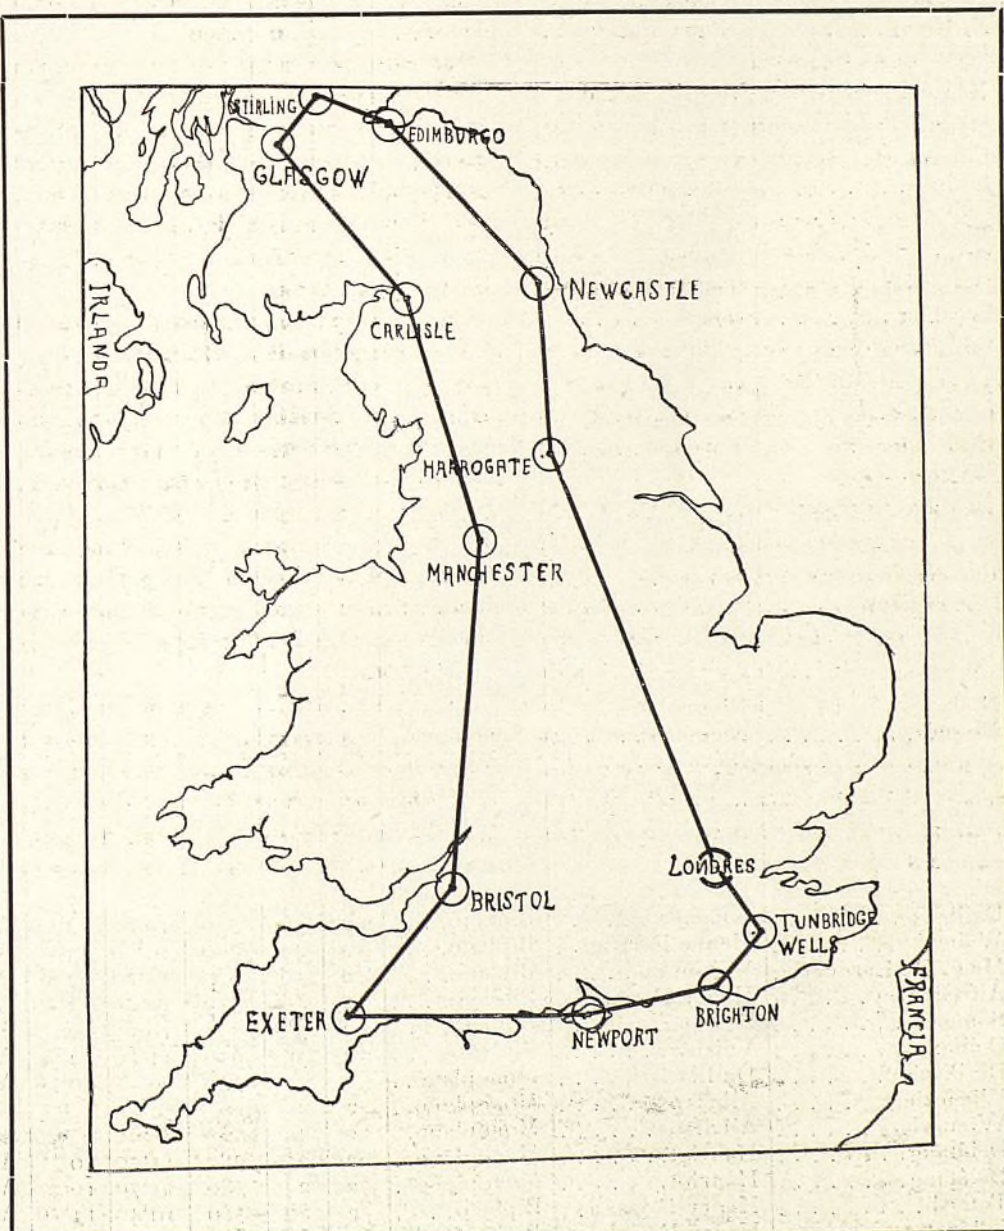 STIRLING
EDIMBURGO
GLASGOW
NEWCASTLE
IRLANDA
CARLISLE
HARROGATE
MANCHESTER
LONDRES
BRISTOL
TUNBRIDGE
WELLS
EXETER
BRIGHTON
NEWPORT
FRANCIA